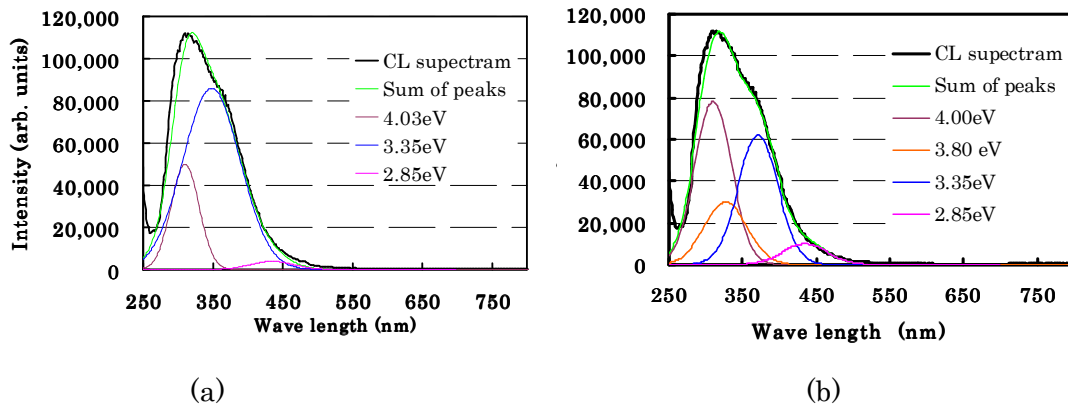 120,000
100,000
80,000
60,000
40,000
20,000
0
Intensity (arb. units)
CL supectram
Sum of peaks
4.03eV
3.35eV
2.85eV
250 350 450 550 650 750
Wave length (nm)
(a)
120,000
100,000
80,000
60,000
40,000
20,000
0
CL supectram
Sum of peaks
4.00eV
3.80 eV
3.35eV
2.85eV
250 350 450 550 650 750
Wave length (nm)
(b)